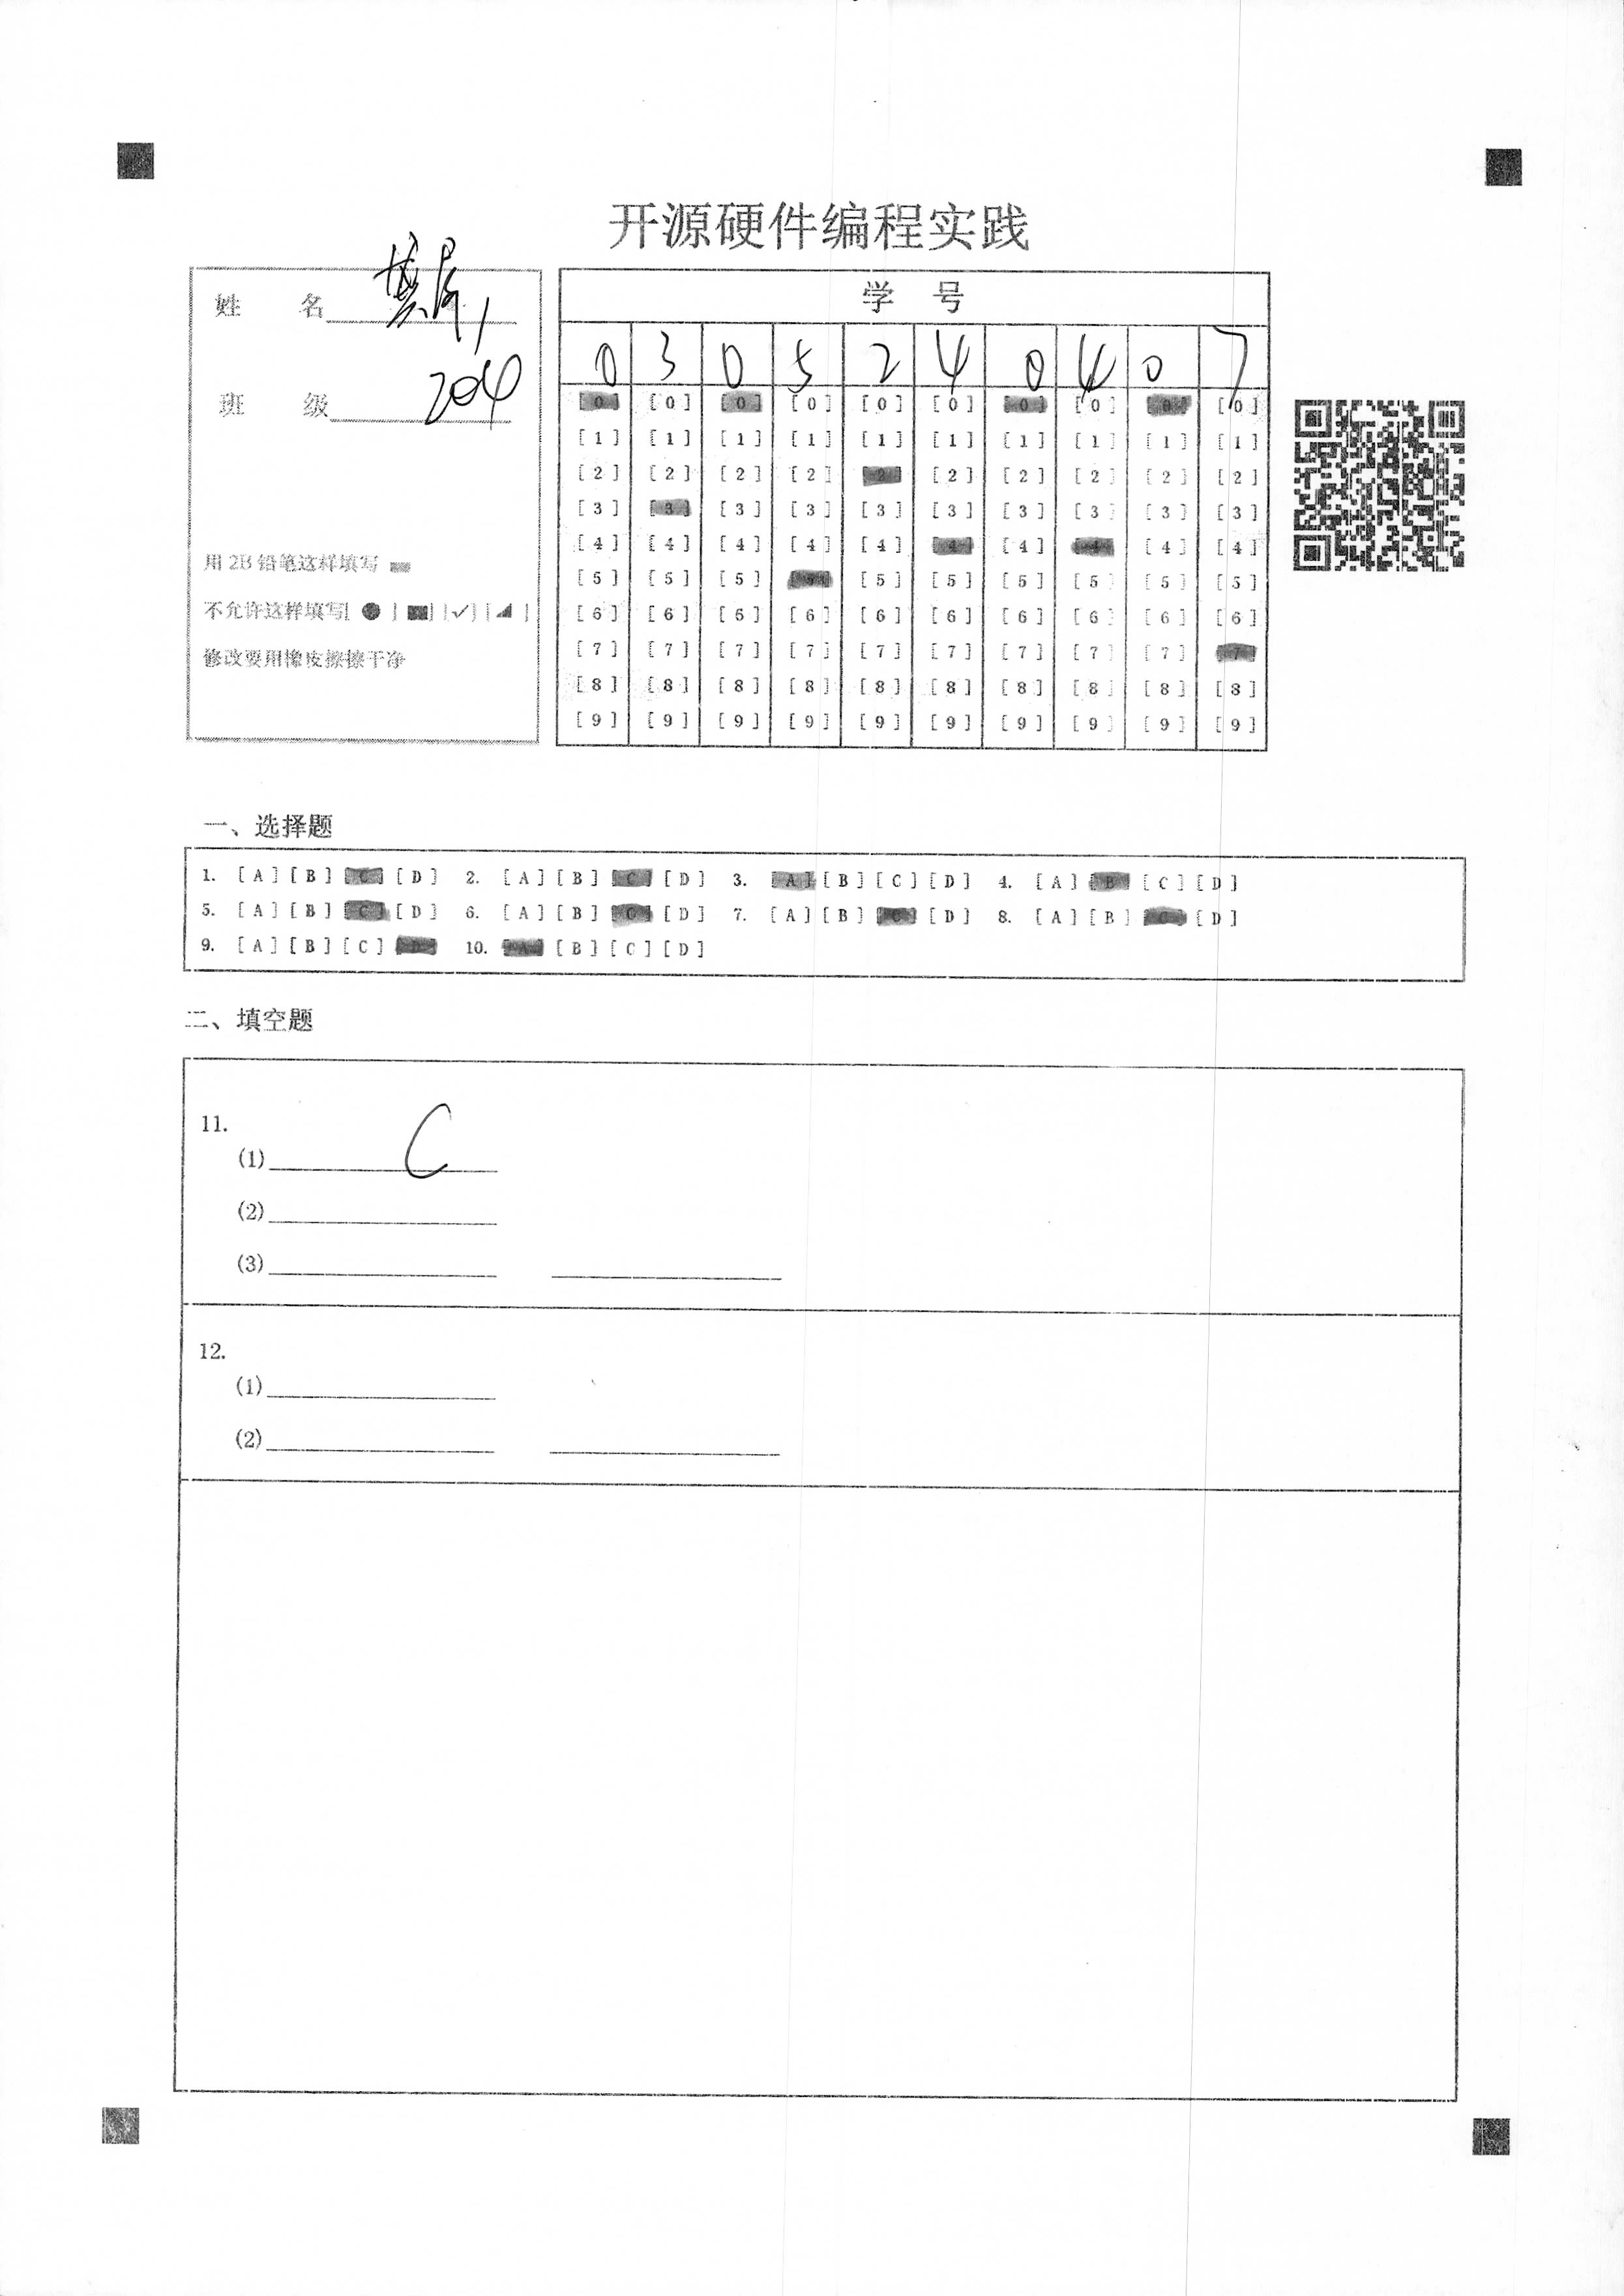 开源硬件编程实践
姓 名
班 级 204
用2B铅笔这样填写
不允许这样填写[●][■][✓][◢]
修改要用橡皮擦擦干净
学 号
0 3 0 5 2 4 0 4 0 7
[0] [0] [0] [0] [0] [0] [0] [0] [0] [0]
[1] [1] [1] [1] [1] [1] [1] [1] [1] [1]
[2] [2] [2] [2] [2] [2] [2] [2] [2] [2]
[3] [3] [3] [3] [3] [3] [3] [3] [3] [3]
[4] [4] [4] [4] [4] [4] [4] [4] [4] [4]
[5] [5] [5] [5] [5] [5] [5] [5] [5] [5]
[6] [6] [6] [6] [6] [6] [6] [6] [6] [6]
[7] [7] [7] [7] [7] [7] [7] [7] [7] [7]
[8] [8] [8] [8] [8] [8] [8] [8] [8] [8]
[9] [9] [9] [9] [9] [9] [9] [9] [9] [9]
一、选择题
1. [A][B][C][D] 2. [A][B][C][D] 3. [A][B][C][D] 4. [A][B][C][D]
5. [A][B][C][D] 6. [A][B][C][D] 7. [A][B][C][D] 8. [A][B][C][D]
9. [A][B][C][D] 10. [A][B][C][D]
二、填空题
11.
(1) C
(2)
(3)
12.
(1)
(2)